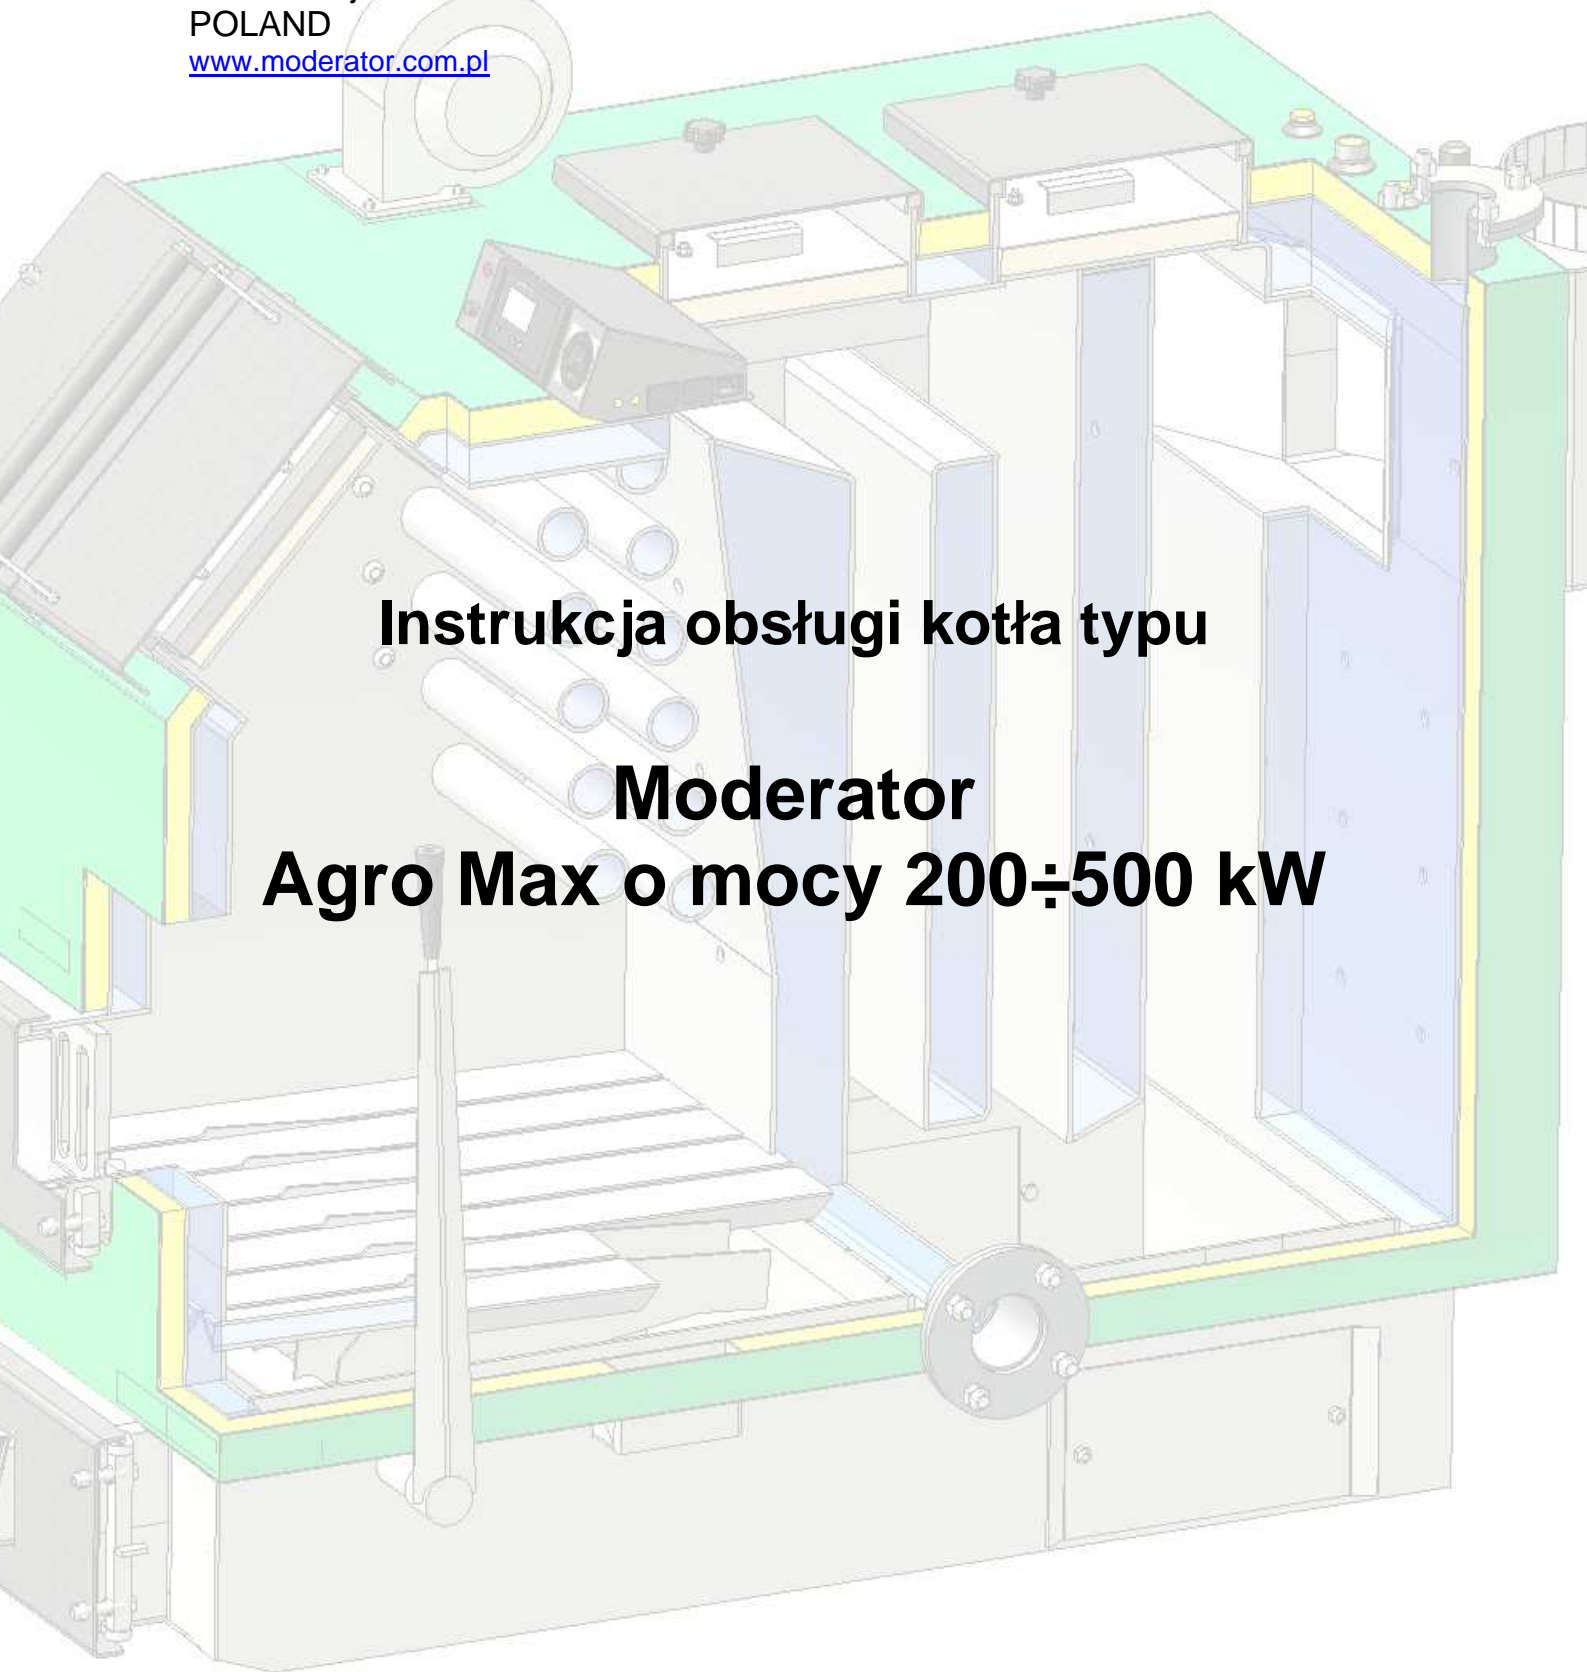 POLAND
www.moderator.com.pl
Instrukcja obsługi kotła typu
Moderator
Agro Max o mocy 200÷500 kW